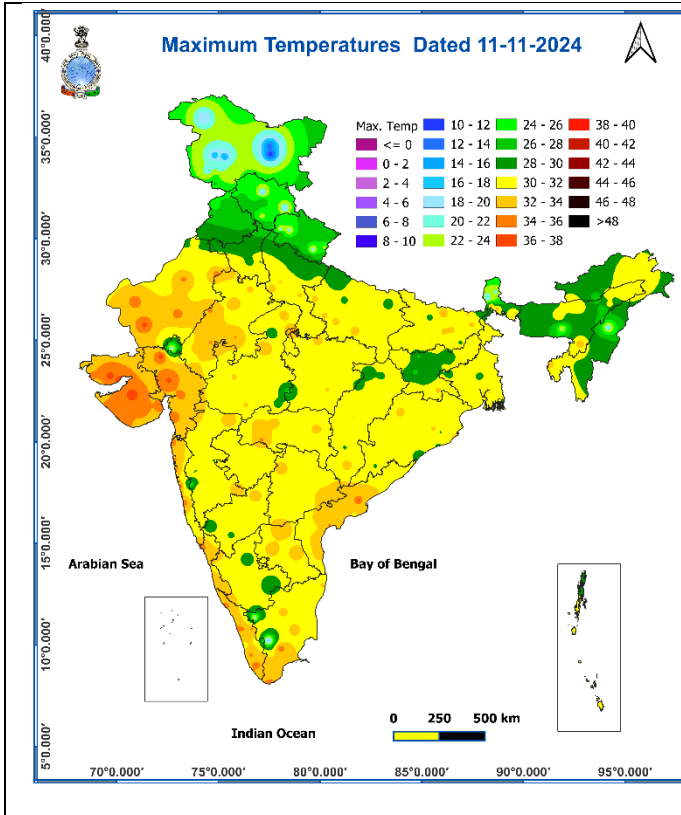 Maximum Temperatures Dated 11-11-2024
Max. Temp
<= 0
0 - 2
2 - 4
4 - 6
6 - 8
8 - 10
10 - 12
12 - 14
14 - 16
16 - 18
18 - 20
20 - 22
22 - 24
24 - 26
26 - 28
28 - 30
30 - 32
32 - 34
34 - 36
36 - 38
38 - 40
40 - 42
42 - 44
44 - 46
46 - 48
>48
40°0.000'
35°0.000'
30°0.000'
25°0.000'
20°0.000'
15°0.000'
10°0.000'
5°0.000'
Arabian Sea
Bay of Bengal
Indian Ocean
0 250 500 km
70°0.000' 75°0.000' 80°0.000' 85°0.000' 90°0.000' 95°0.000'